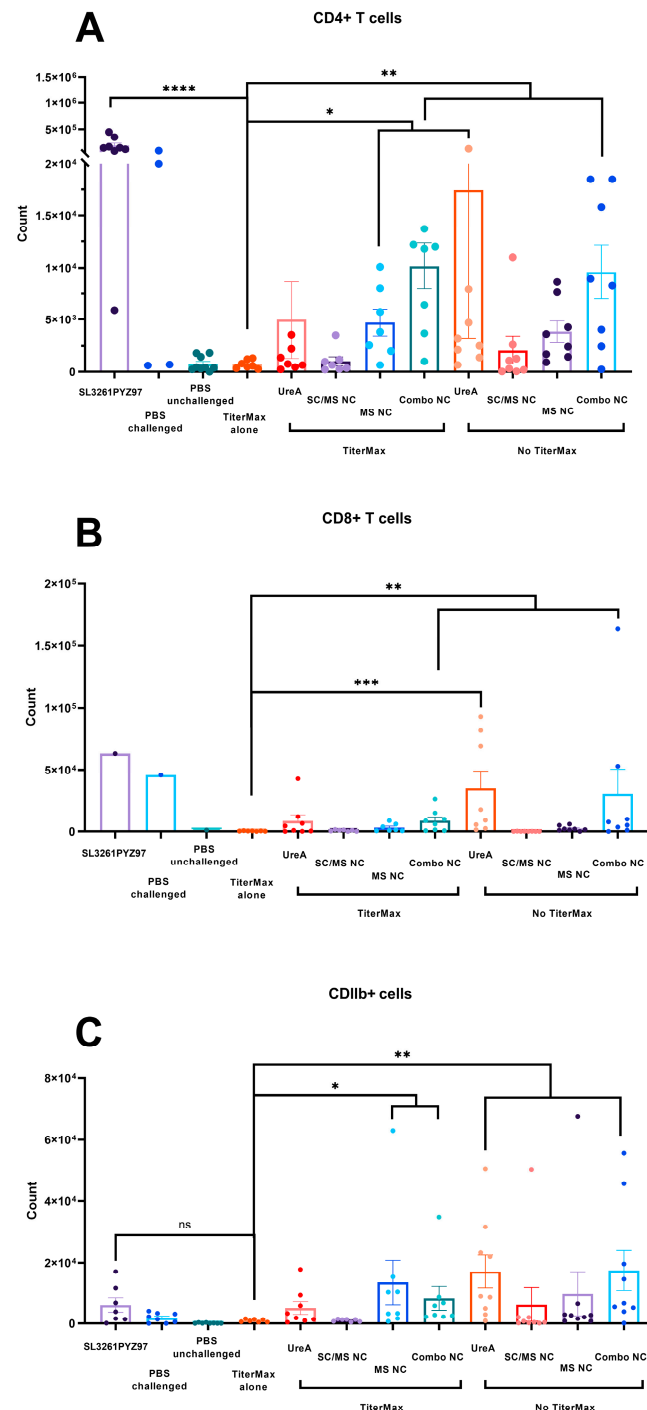 A
CD4+ T cells
1.5×10⁶
1×10⁶
5×10⁵
2×10⁴
1.5×10⁴
1×10⁴
5×10³
0
Count
****
**
*
SL3261PYZ97
PBS
challenged
PBS
unchallenged
TiterMax
alone
UreA
SC/MS NC
MS NC
Combo NC
UreA
SC/MS NC
MS NC
Combo NC
TiterMax
No TiterMax
B
CD8+ T cells
2×10⁵
1.5×10⁵
1×10⁵
5×10⁴
0
Count
**
***
SL3261PYZ97
PBS
challenged
PBS
unchallenged
TiterMax
alone
UreA
SC/MS NC
MS NC
Combo NC
UreA
SC/MS NC
MS NC
Combo NC
TiterMax
No TiterMax
C
CDIIb+ cells
8×10⁴
6×10⁴
4×10⁴
2×10⁴
0
Count
**
*
ns
SL3261PYZ97
PBS
challenged
PBS
unchallenged
TiterMax
alone
UreA
SC/MS NC
MS NC
Combo NC
UreA
SC/MS NC
MS NC
Combo NC
TiterMax
No TiterMax